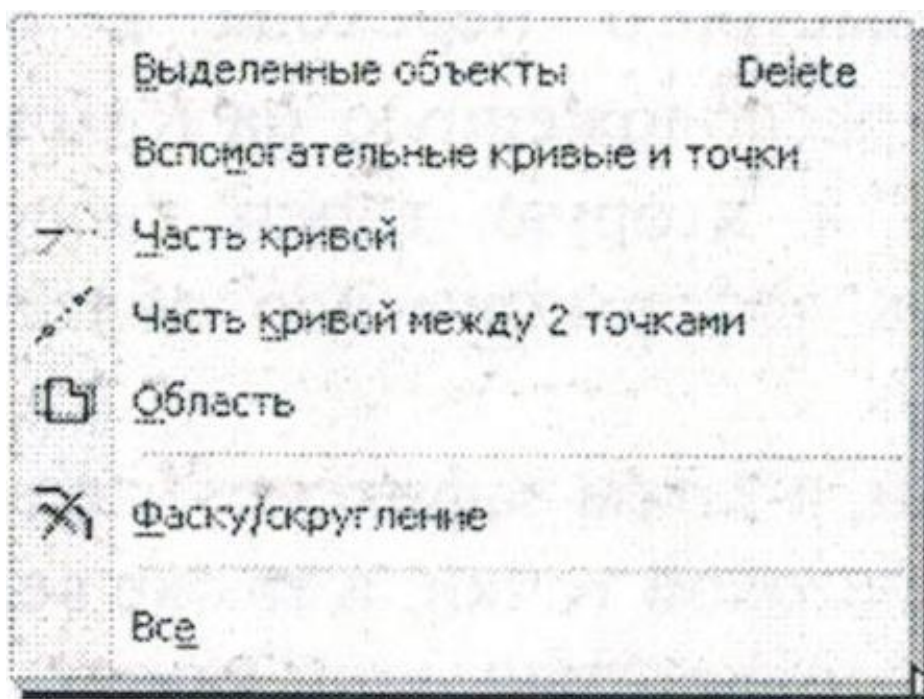 Выделенные объекты Delete
Вспомогательные кривые и точки
Часть кривой
Часть кривой между 2 точками
Область
Фаску/скругление
Все